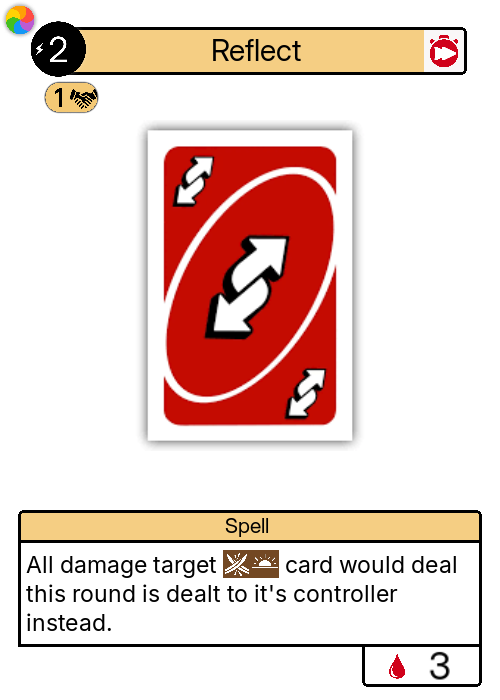 2
Reflect
1
Spell
All damage target card would deal
this round is dealt to it's controller
instead.
3